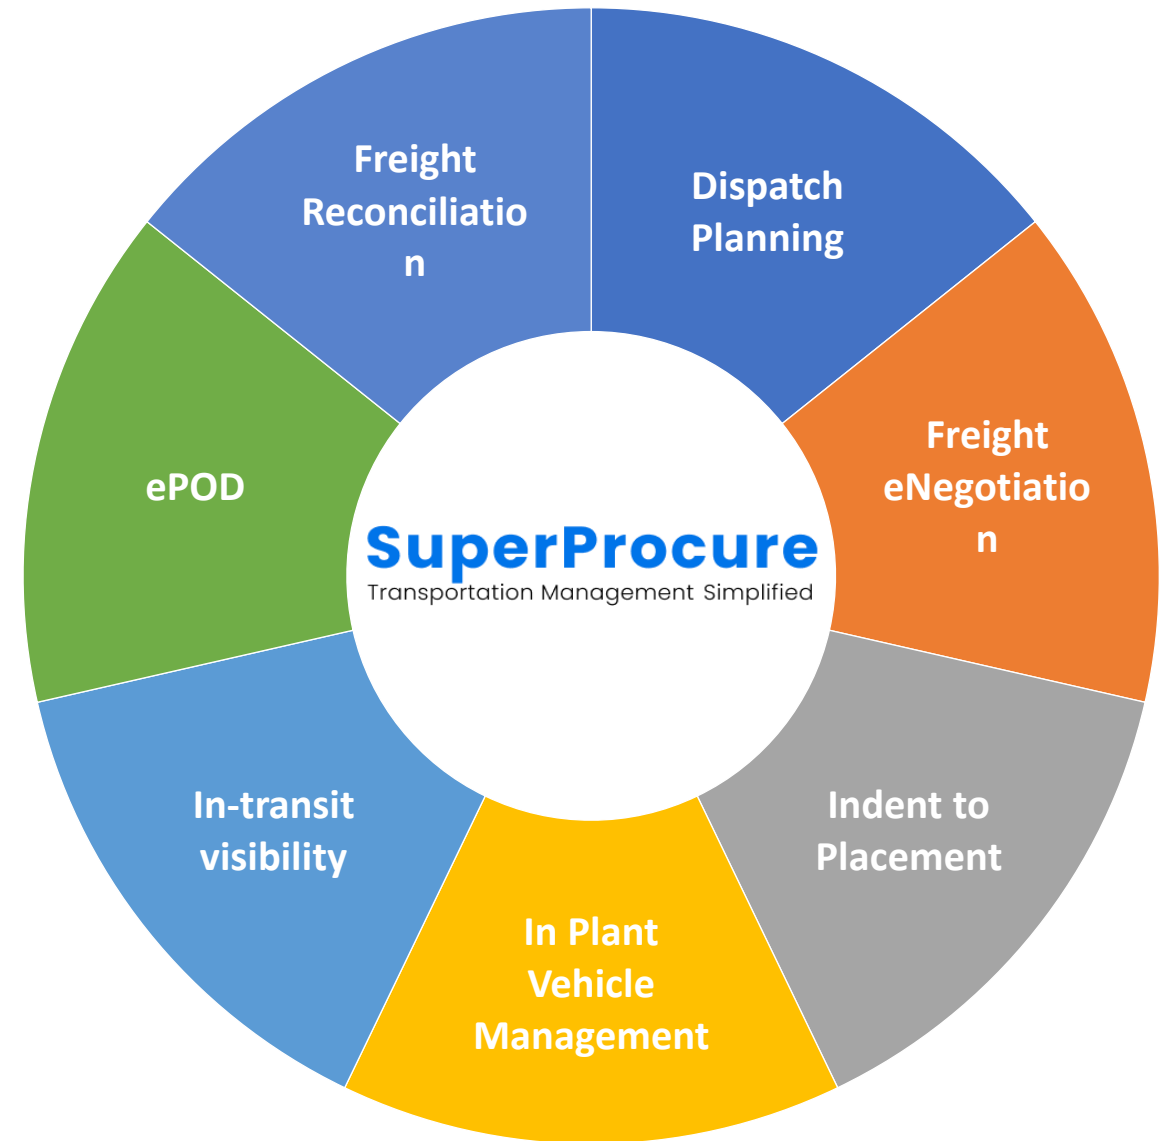 Freight
Reconciliatio
n
Dispatch
Planning
Freight
eNegotiatio
n
ePOD
SuperProcure
Transportation Management Simplified
In-transit
visibility
Indent to
Placement
In Plant
Vehicle
Management